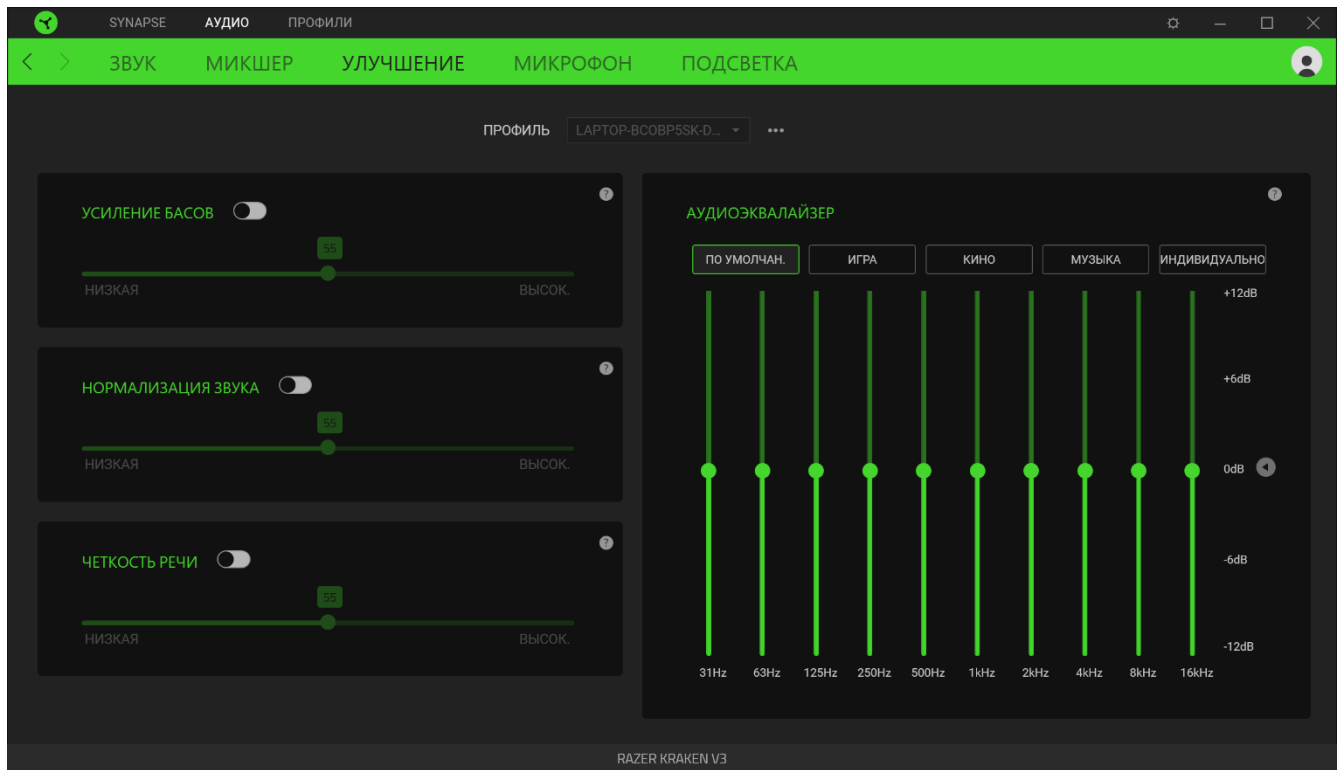 SYNAPSE АУДИО ПРОФИЛИ
ЗВУК МИКШЕР УЛУЧШЕНИЕ МИКРОФОН ПОДСВЕТКА
ПРОФИЛЬ LAPTOP-BCOBP5SK-D...
УСИЛЕНИЕ БАСОВ
55
НИЗКАЯ ВЫСОК.
НОРМАЛИЗАЦИЯ ЗВУКА
55
НИЗКАЯ ВЫСОК.
ЧЕТКОСТЬ РЕЧИ
55
НИЗКАЯ ВЫСОК.
АУДИОЭКВАЛАЙЗЕР
ПО УМОЛЧАН. ИГРА КИНО МУЗЫКА ИНДИВИДУАЛЬНО
+12dB
+6dB
0dB
-6dB
-12dB
31Hz 63Hz 125Hz 250Hz 500Hz 1kHz 2kHz 4kHz 8kHz 16kHz
RAZER KRAKEN V3